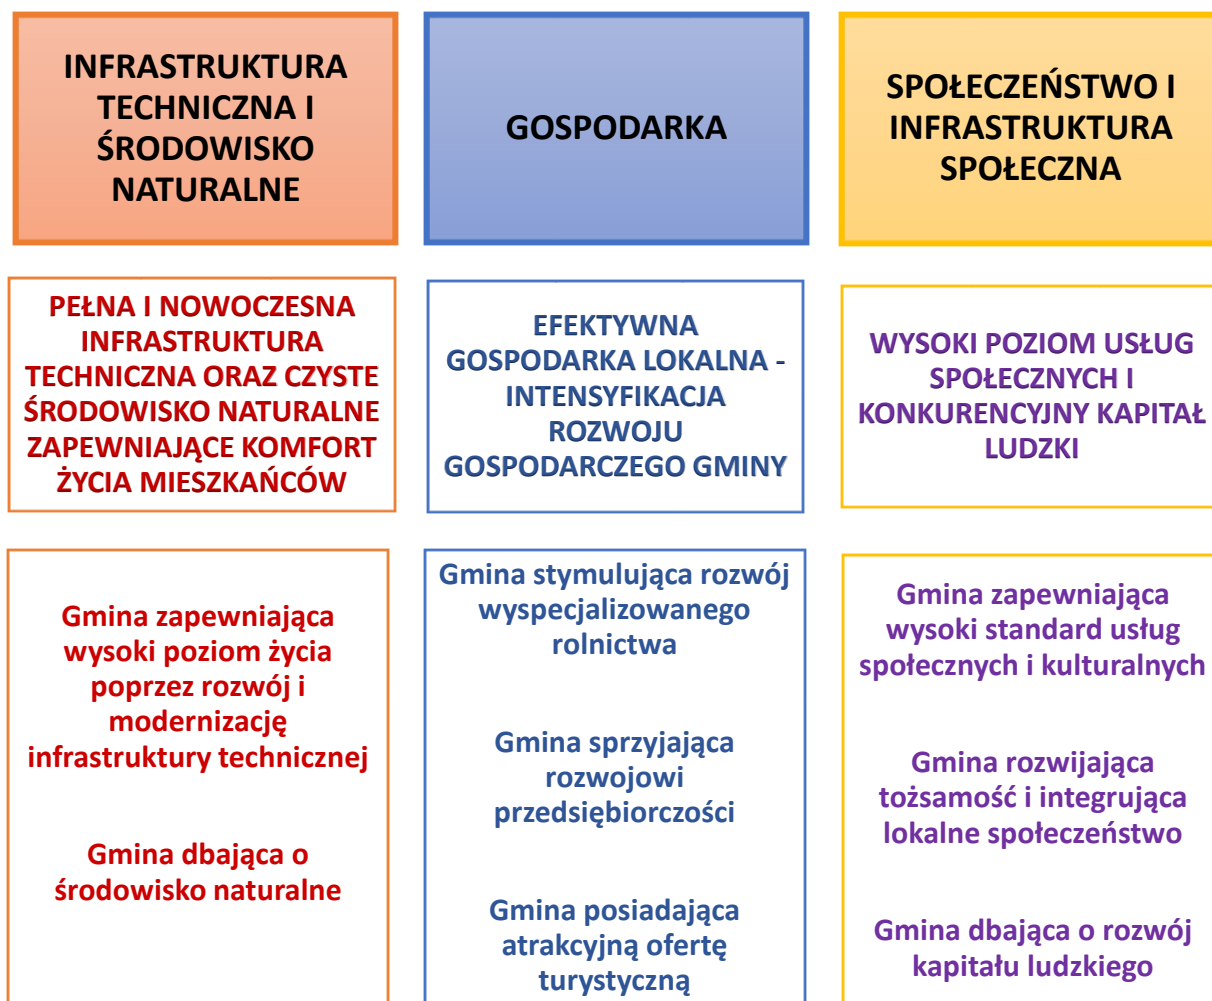 INFRASTRUKTURA
TECHNICZNA I
ŚRODOWISKO
NATURALNE
GOSPODARKA
SPOŁECZEŃSTWO I
INFRASTRUKTURA
SPOŁECZNA
PEŁNA I NOWOCZESNA
INFRASTRUKTURA
TECHNICZNA ORAZ CZYSTE
ŚRODOWISKO NATURALNE
ZAPEWNIAJĄCE KOMFORT
ŻYCIA MIESZKAŃCÓW
EFEKTYWNA
GOSPODARKA LOKALNA -
INTENSYFIKACJA
ROZWOJU
GOSPODARCZEGO GMINY
WYSOKI POZIOM USŁUG
SPOŁECZNYCH I
KONKURENCYJNY KAPITAŁ
LUDZKI
Gmina zapewniająca
wysoki poziom życia
poprzez rozwój i
modernizację
infrastruktury technicznej
Gmina dbająca o
środowisko naturalne
Gmina stymulująca rozwój
wyspecjalizowanego
rolnictwa
Gmina sprzyjająca
rozwojowi
przedsiębiorczości
Gmina posiadająca
atrakcyjną ofertę
turystyczną
Gmina zapewniająca
wysoki standard usług
społecznych i kulturalnych
Gmina rozwijająca
tożsamość i integrująca
lokalne społeczeństwo
Gmina dbająca o rozwój
kapitału ludzkiego